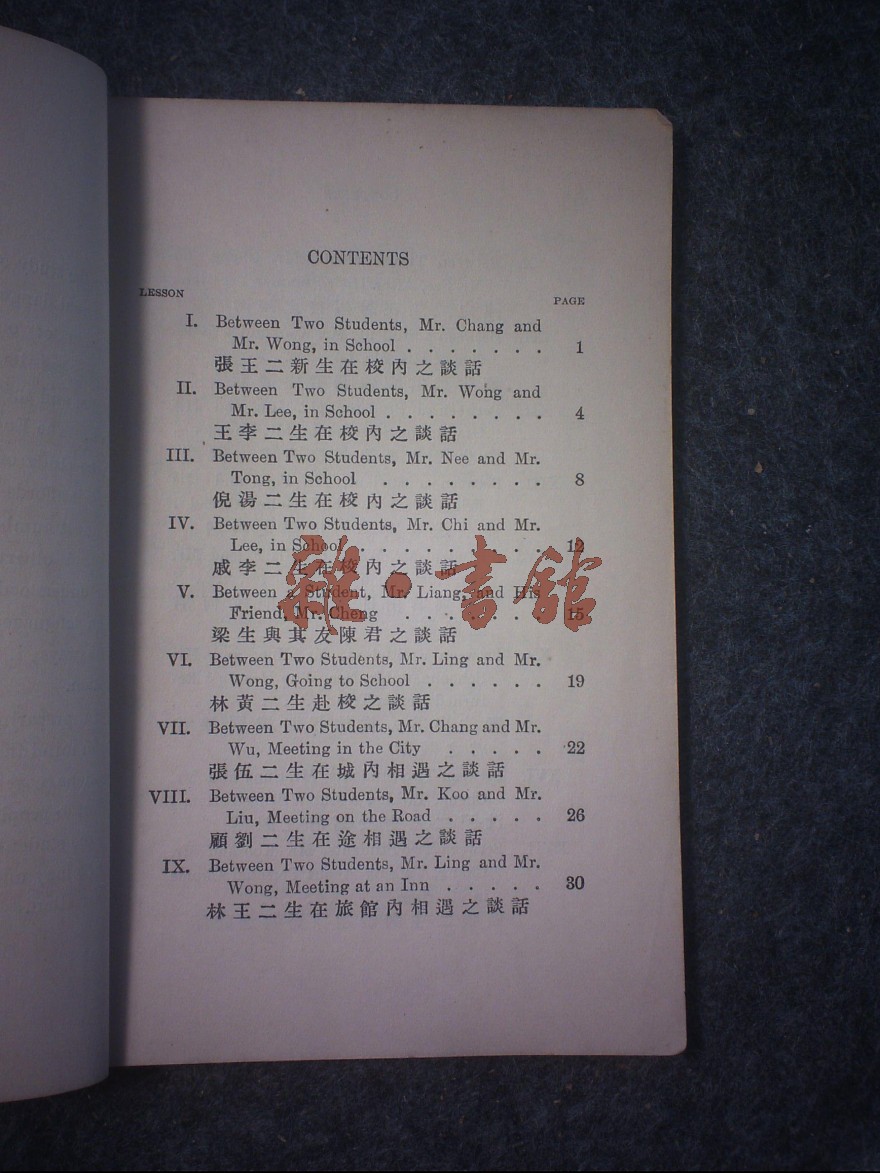 CONTENTS
LESSON
PAGE
I. Between Two Students, Mr. Chang and
Mr. Wong, in School . . . . . . . 1
張王二新生在校內之談話
II. Between Two Students, Mr. Wong and
Mr. Lee, in School . . . . . . . . 4
王李二生在校內之談話
III. Between Two Students, Mr. Nee and Mr.
Tong, in School . . . . . . . . 8
倪湯二生在校內之談話
IV. Between Two Students, Mr. Chi and Mr.
Lee, in School . . . . . . . . . 12
戚李二生在校內之談話
V. Between a Student, Mr. Liang, and His
Friend, Mr. Cheng . . . . . . . 15
梁生與其友陳君之談話
VI. Between Two Students, Mr. Ling and Mr.
Wong, Going to School . . . . . . 19
林黃二生赴校之談話
VII. Between Two Students, Mr. Chang and Mr.
Wu, Meeting in the City . . . . . 22
張伍二生在城內相遇之談話
VIII. Between Two Students, Mr. Koo and Mr.
Liu, Meeting on the Road . . . . . 26
顧劉二生在途相遇之談話
IX. Between Two Students, Mr. Ling and Mr.
Wong, Meeting at an Inn . . . . . 30
林王二生在旅館內相遇之談話
雜·書館